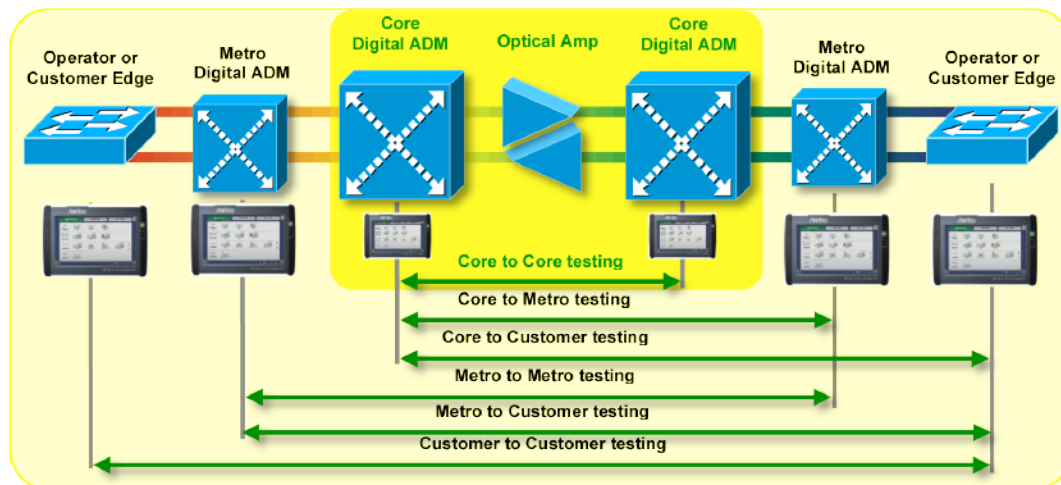 Core
Digital ADM
Optical Amp
Core
Digital ADM
Operator or
Customer Edge
Metro
Digital ADM
Metro
Digital ADM
Operator or
Customer Edge
Core to Core testing
Core to Metro testing
Core to Customer testing
Metro to Metro testing
Metro to Customer testing
Customer to Customer testing